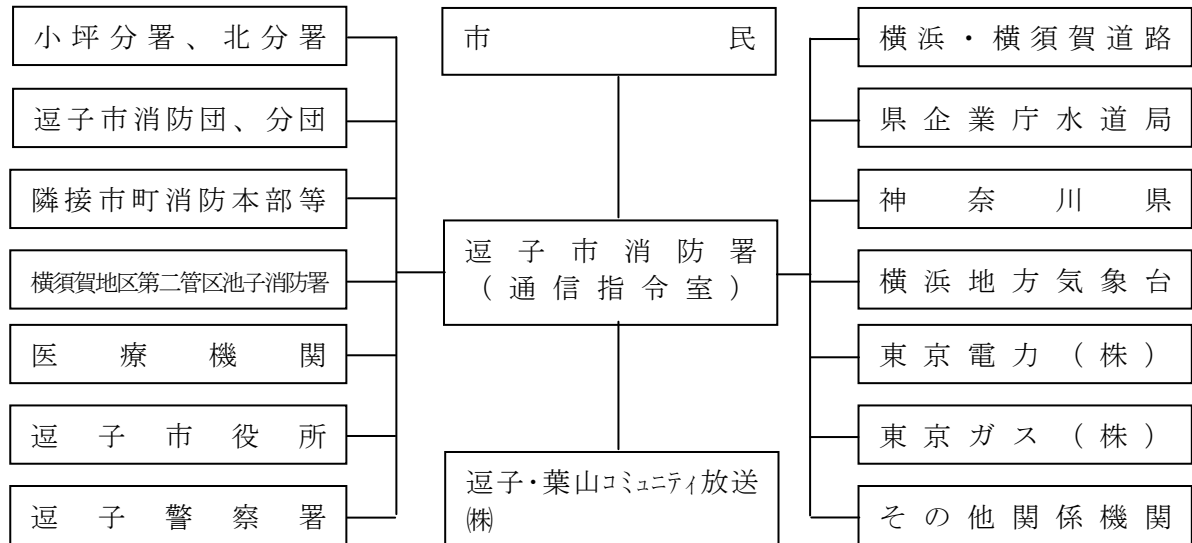 小坪分署、北分署
逗子市消防団、分団
隣接市町消防本部等
横須賀地区第二管区池子消防署
医療機関
逗子市役所
逗子警察署
市民
逗子市消防署
(通信指令室)
逗子・葉山コミュニティ放送
㈱
横浜・横須賀道路
県企業庁水道局
神奈川県
横浜地方気象台
東京電力(株)
東京ガス(株)
その他関係機関